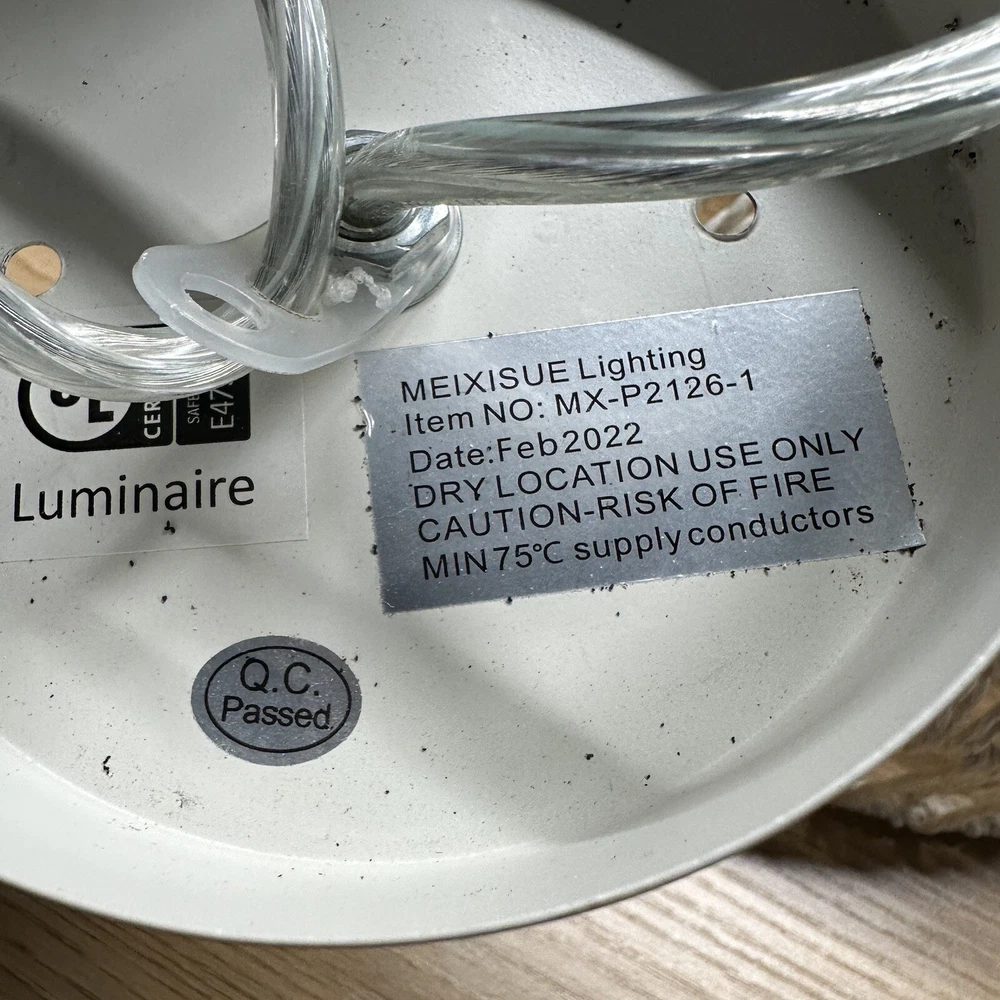 MEIXISUE Lighting
Item NO: MX-P2126-1
Date:Feb2022
DRY LOCATION USE ONLY
CAUTION-RISK OF FIRE
MIN75℃ supply conductors
UL
Luminaire
Q.C.
Passed